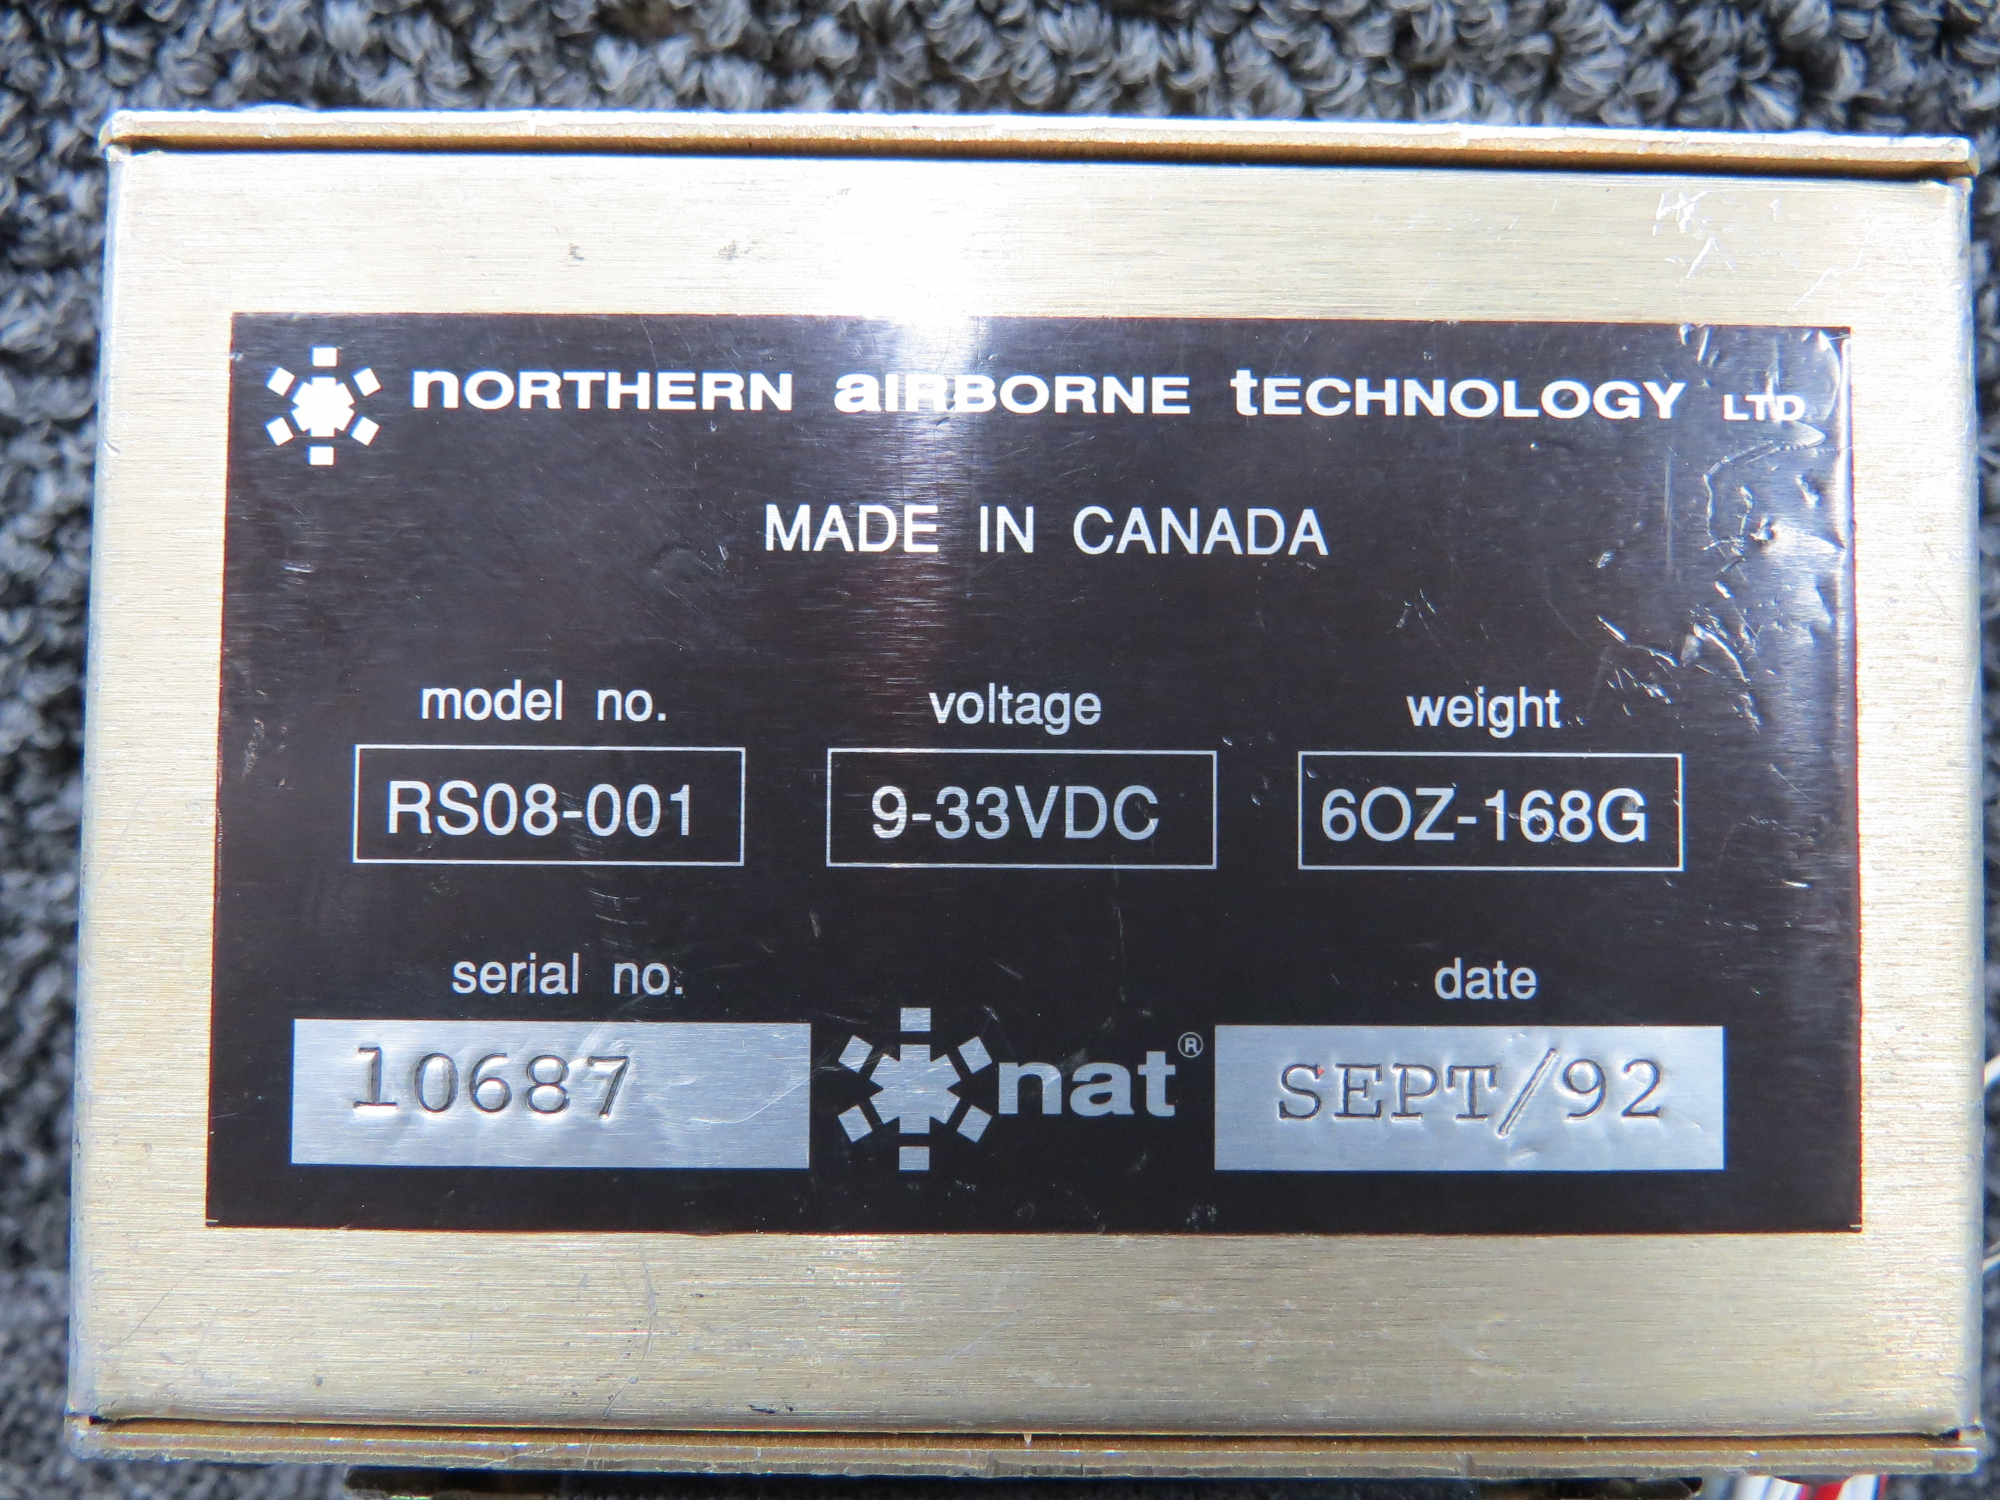 nORTHERN aIRBORNE tECHNOLOGY LTD
MADE IN CANADA
model no. voltage weight
RS08-001 9-33VDC 6OZ-168G
serial no. date
10687 nat® SEPT/92